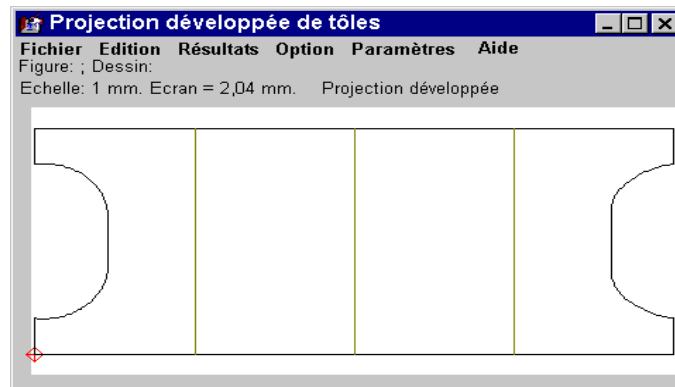 Projection développée de tôles
Fichier Edition Résultats Option Paramètres Aide
Figure: ; Dessin:
Echelle: 1 mm. Ecran = 2,04 mm. Projection développée